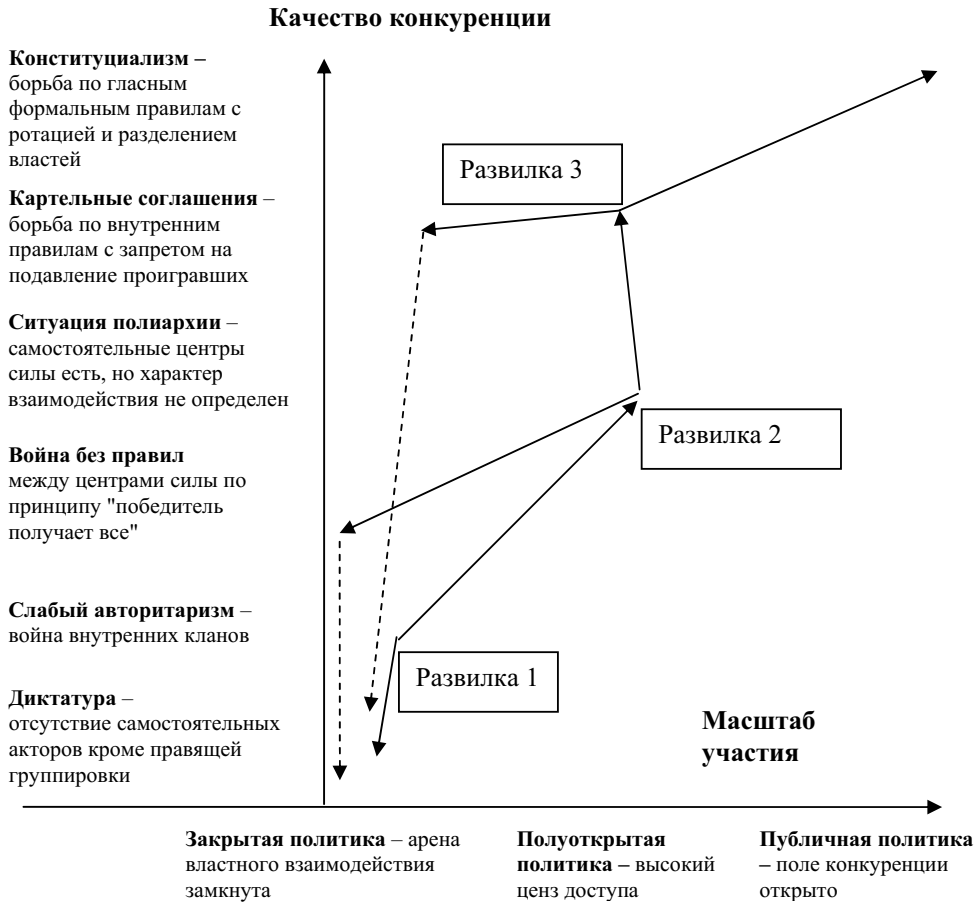 Качество конкуренции
Конституциализм –
борьба по гласным
формальным правилам с
ротацией и разделением
властей
Картельные соглашения –
борьба по внутренним
правилам с запретом на
подавление проигравших
Ситуация полиархии –
самостоятельные центры
силы есть, но характер
взаимодействия не определен
Война без правил
между центрами силы по
принципу "победитель
получает все"
Слабый авторитаризм –
война внутренних кланов
Диктатура –
отсутствие самостоятельных
акторов кроме правящей
группировки
Развилка 3
Развилка 2
Развилка 1
Масштаб
участия
Закрытая политика – арена
властного взаимодействия
замкнута
Полуоткрытая
политика – высокий
ценз доступа
Публичная политика
– поле конкуренции
открыто